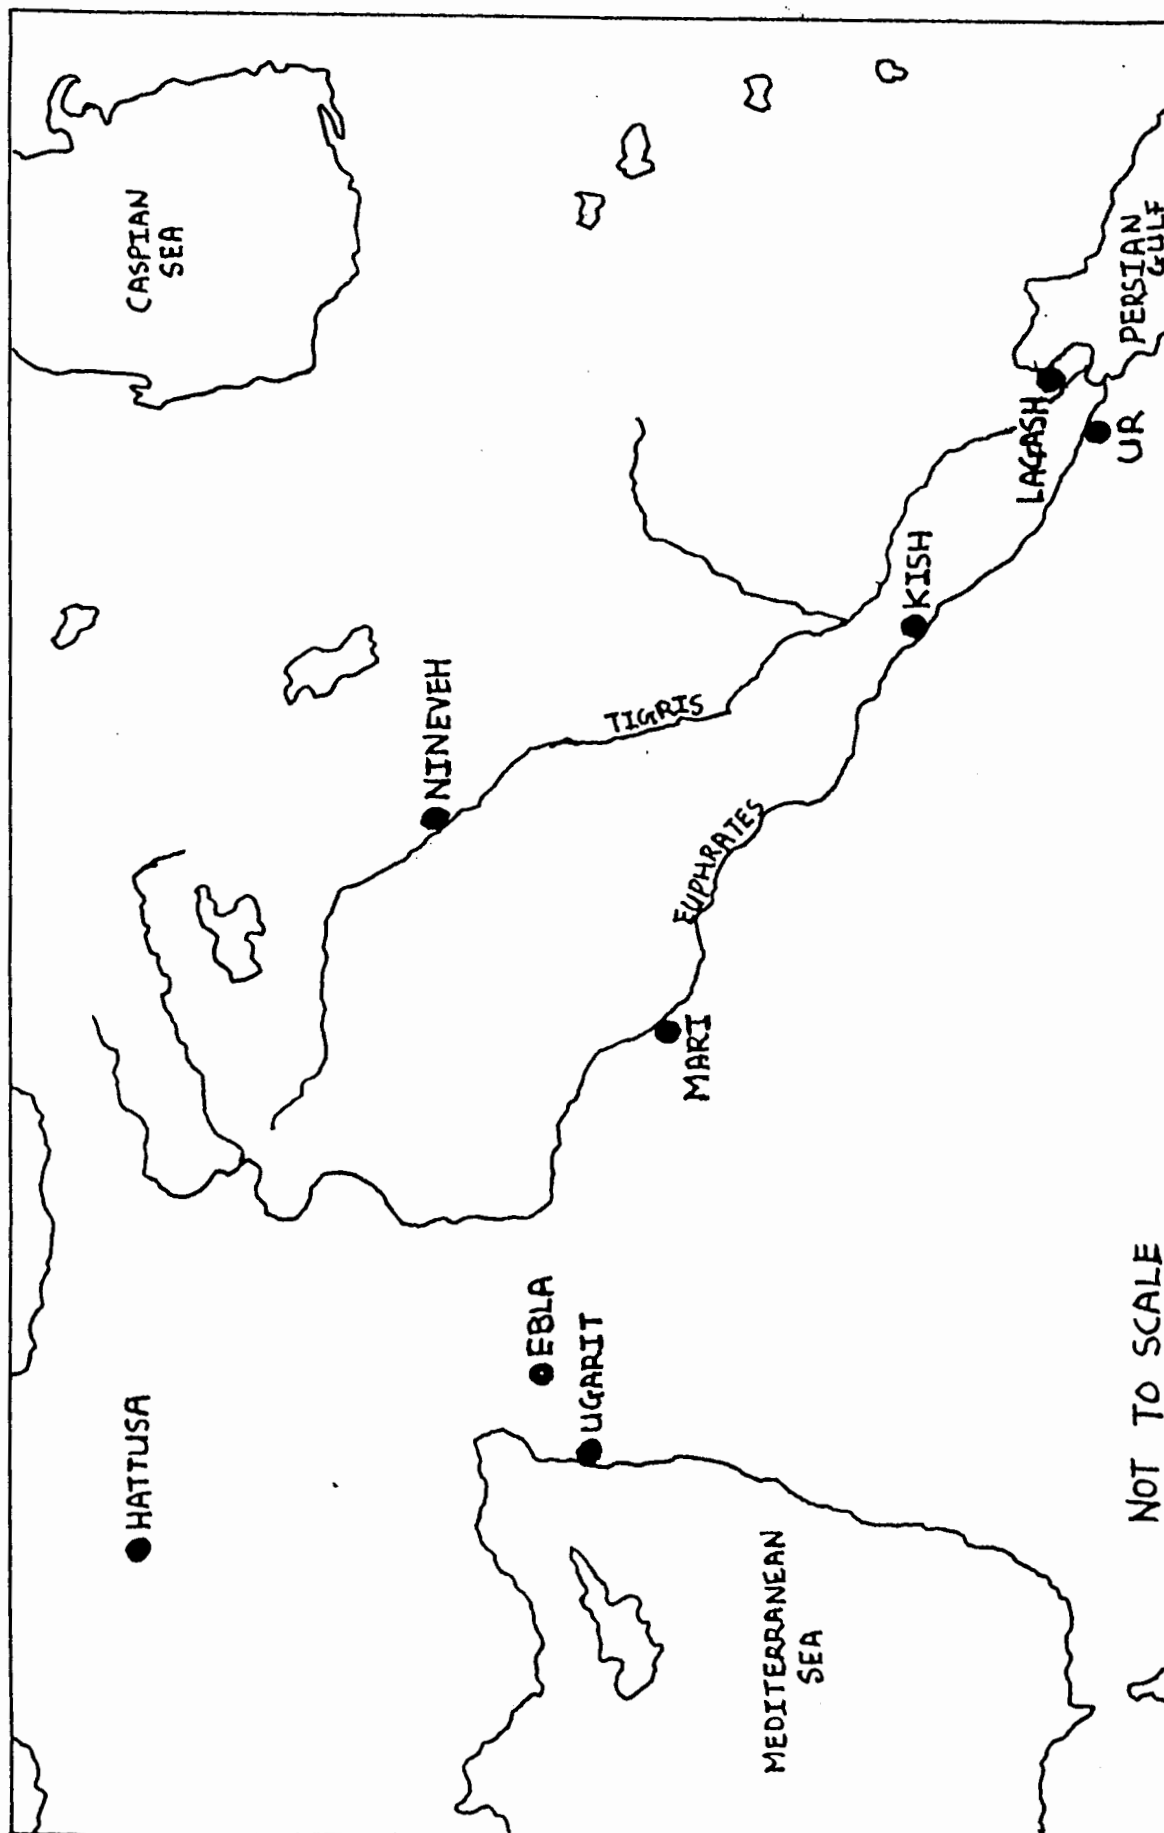 CASPIAN
SEA
HATTUSA
NINEVEH
EBLA
UGARIT
TIGRIS
MARI
EUPHRATES
MEDITERRANEAN
SEA
KISH
LAGASH
UR
PERSIAN
GULF
NOT TO SCALE